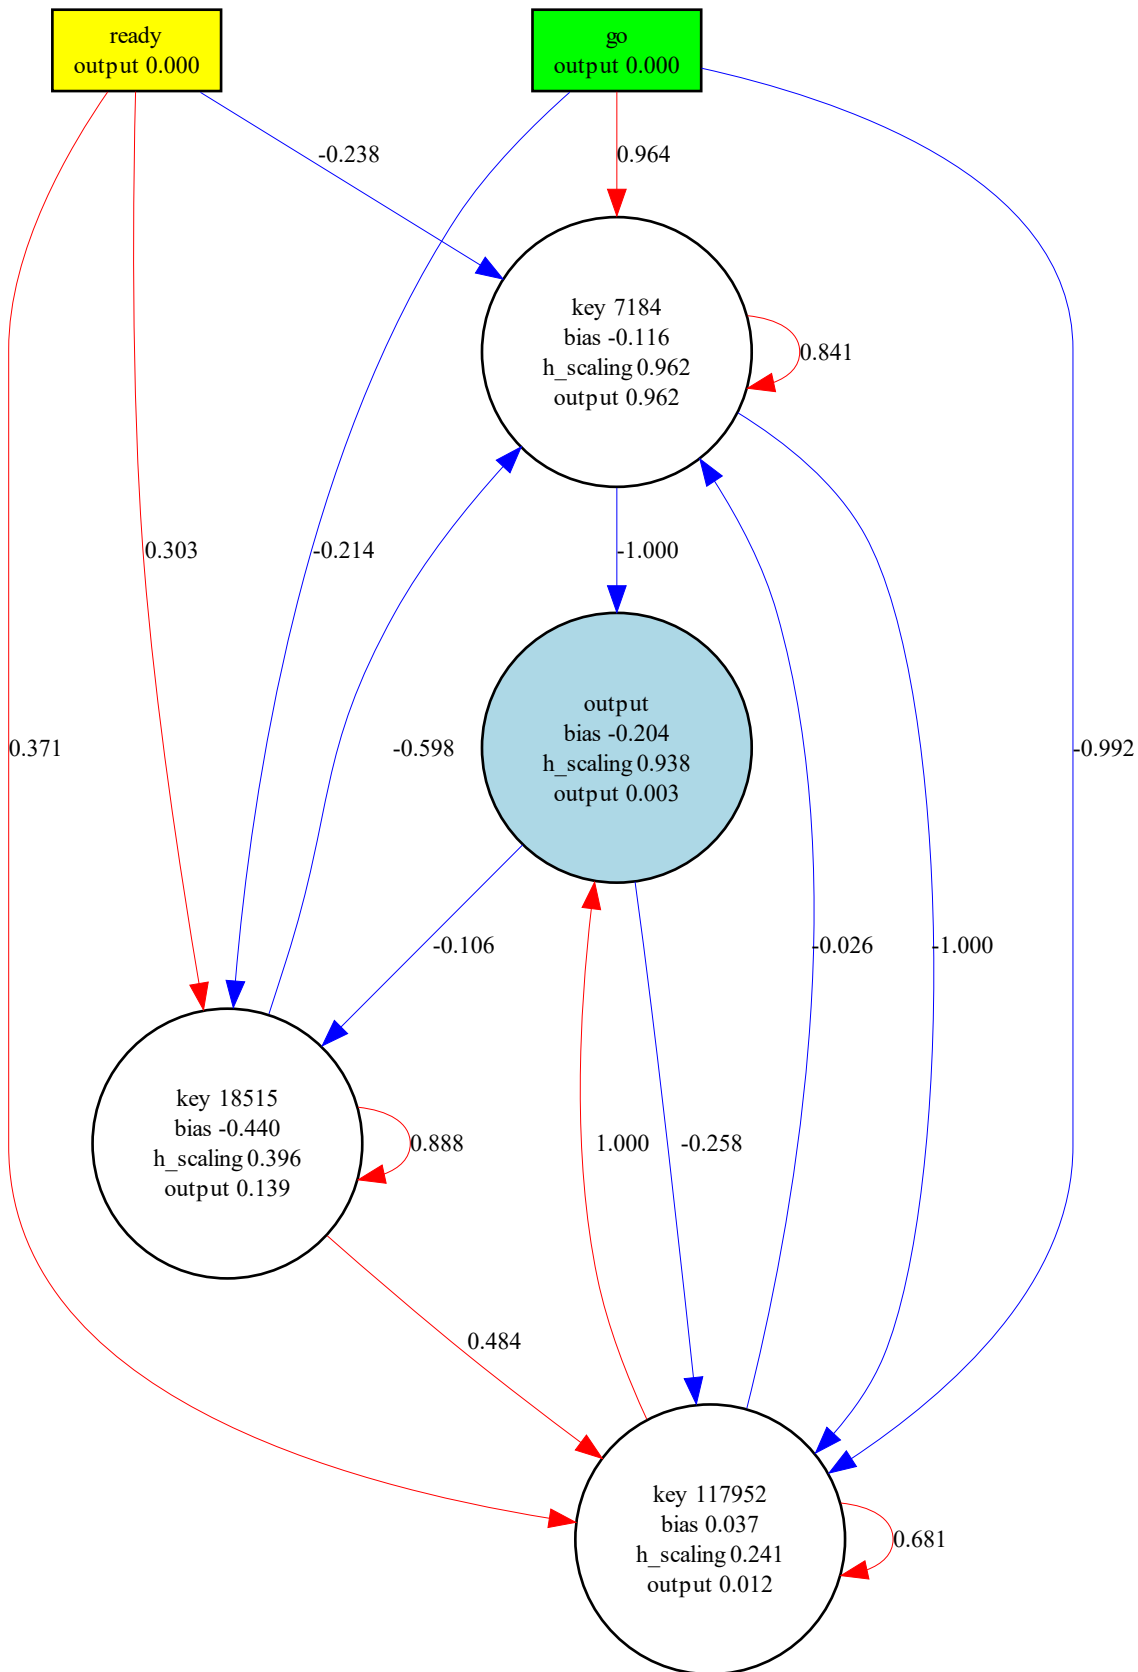 ready
output 0.000
go
output 0.000
-0.238
0.964
key 7184
bias -0.116
h_scaling 0.962
output 0.962
0.841
0.303
-0.214
-1.000
output
bias -0.204
h_scaling 0.938
output 0.003
0.371
-0.598
-0.992
-0.106
-0.026
-1.000
key 18515
bias -0.440
h_scaling 0.396
output 0.139
0.888
1.000
-0.258
0.484
key 117952
bias 0.037
h_scaling 0.241
output 0.012
0.681